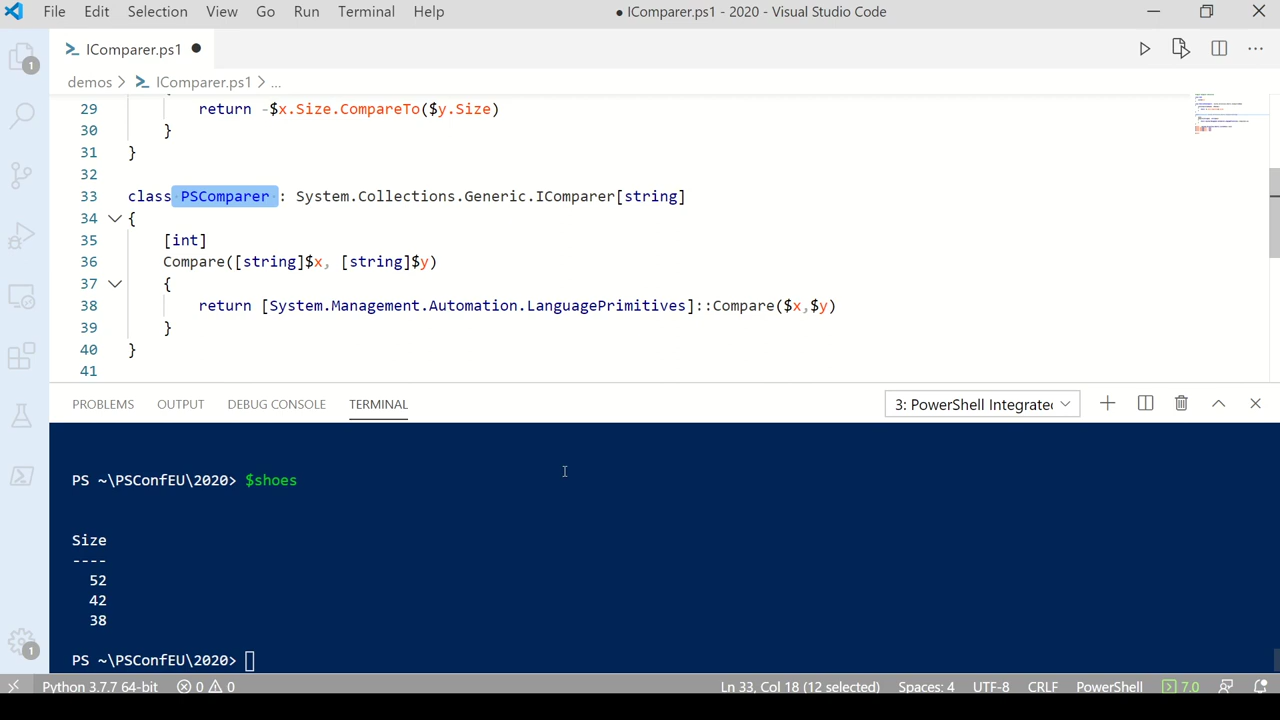 File Edit Selection View Go Run Terminal Help ● IComparer.ps1 - 2020 - Visual Studio Code
IComparer.ps1 ●
demos > IComparer.ps1 > ...
29 return -$x.Size.CompareTo($y.Size)
30 }
31 }
32
33 class PSComparer : System.Collections.Generic.IComparer[string]
34 {
35 [int]
36 Compare([string]$x, [string]$y)
37 {
38 return [System.Management.Automation.LanguagePrimitives]::Compare($x,$y)
39 }
40 }
41
PROBLEMS OUTPUT DEBUG CONSOLE TERMINAL 3: PowerShell Integrate
PS ~\PSConfEU\2020> $shoes
Size
----
52
42
38
PS ~\PSConfEU\2020>
1
1
Python 3.7.7 64-bit 0 0 Ln 33, Col 18 (12 selected) Spaces: 4 UTF-8 CRLF PowerShell 7.0